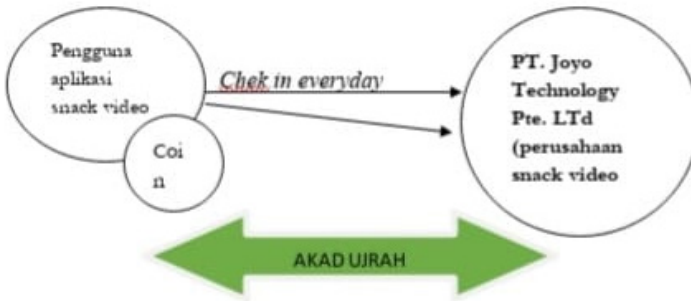 Pengguna
aplikasi
snack video
Chek in everyday
Coi
n
PT. Joyo
Technology
Pte. LTd
(perusahaan
snack video
AKAD UJRAH